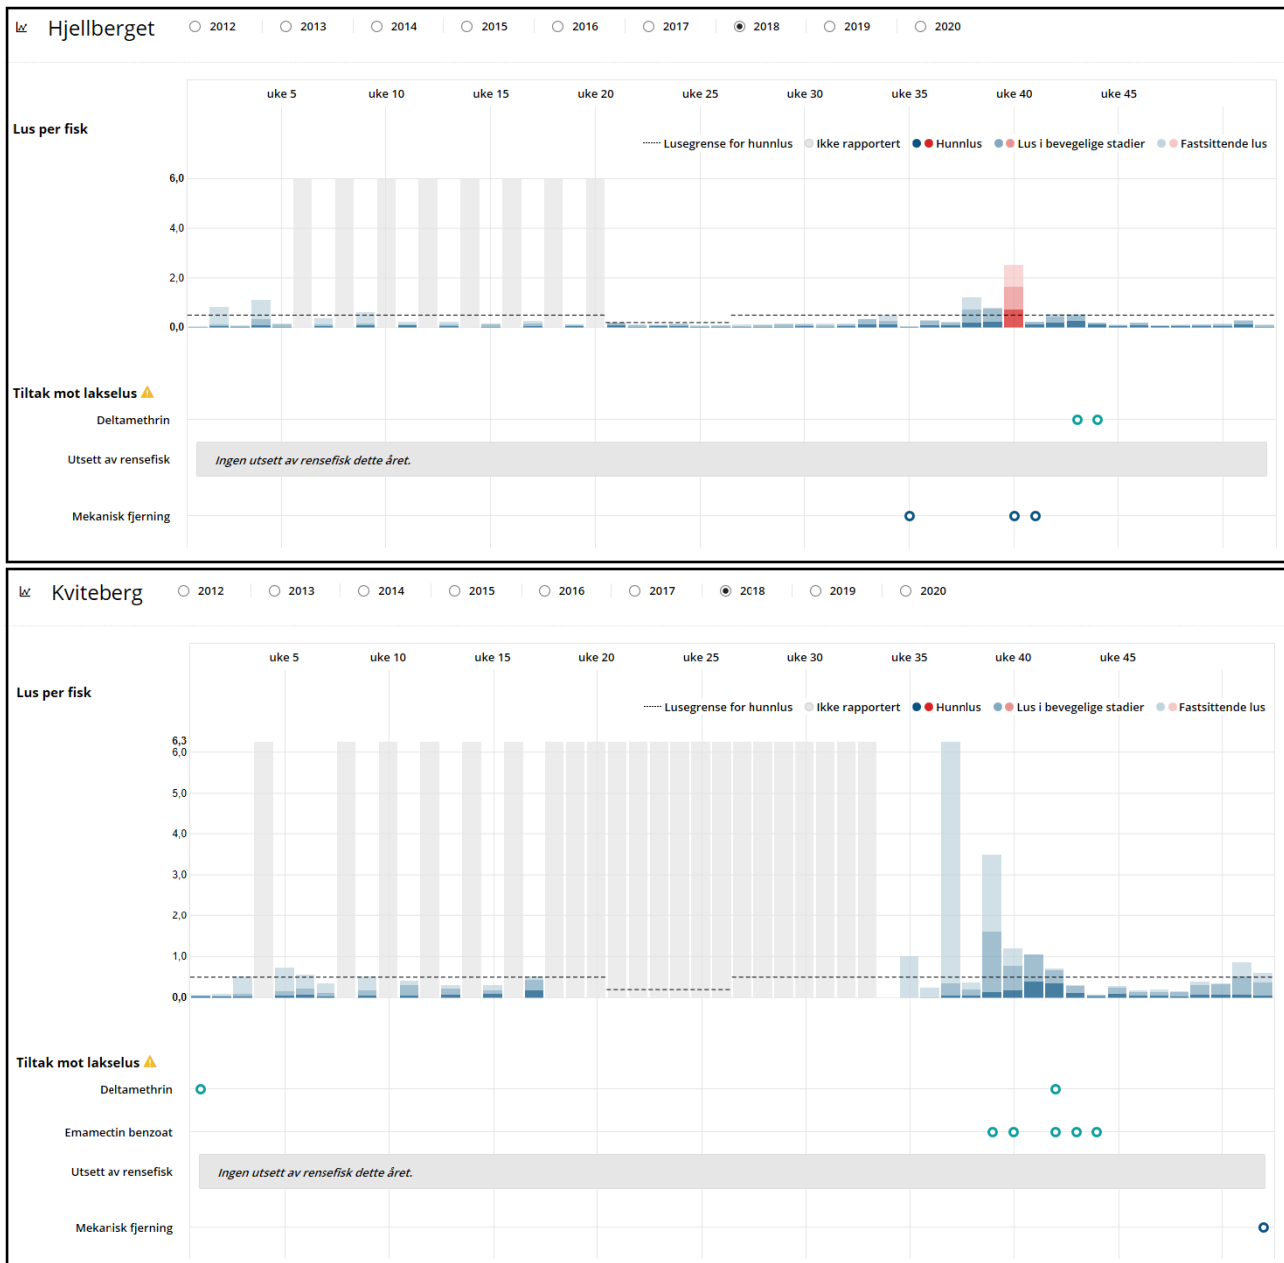 Hjellberget 2012 2013 2014 2015 2016 2017 2018 2019 2020
uke 5 uke 10 uke 15 uke 20 uke 25 uke 30 uke 35 uke 40 uke 45
Lus per fisk
Lusegrense for hunnlus Ikke rapportert Hunnlus Lus i bevegelige stadier Fastsittende lus
6,0
4,0
2,0
0,0
Tiltak mot lakselus
Deltamethrin
Utsett av rensefisk Ingen utsett av rensefisk dette året.
Mekanisk fjerning
Kviteberg 2012 2013 2014 2015 2016 2017 2018 2019 2020
uke 5 uke 10 uke 15 uke 20 uke 25 uke 30 uke 35 uke 40 uke 45
Lus per fisk
Lusegrense for hunnlus Ikke rapportert Hunnlus Lus i bevegelige stadier Fastsittende lus
6,3
6,0
5,0
4,0
3,0
2,0
1,0
0,0
Tiltak mot lakselus
Deltamethrin
Emamectin benzoat
Utsett av rensefisk Ingen utsett av rensefisk dette året.
Mekanisk fjerning